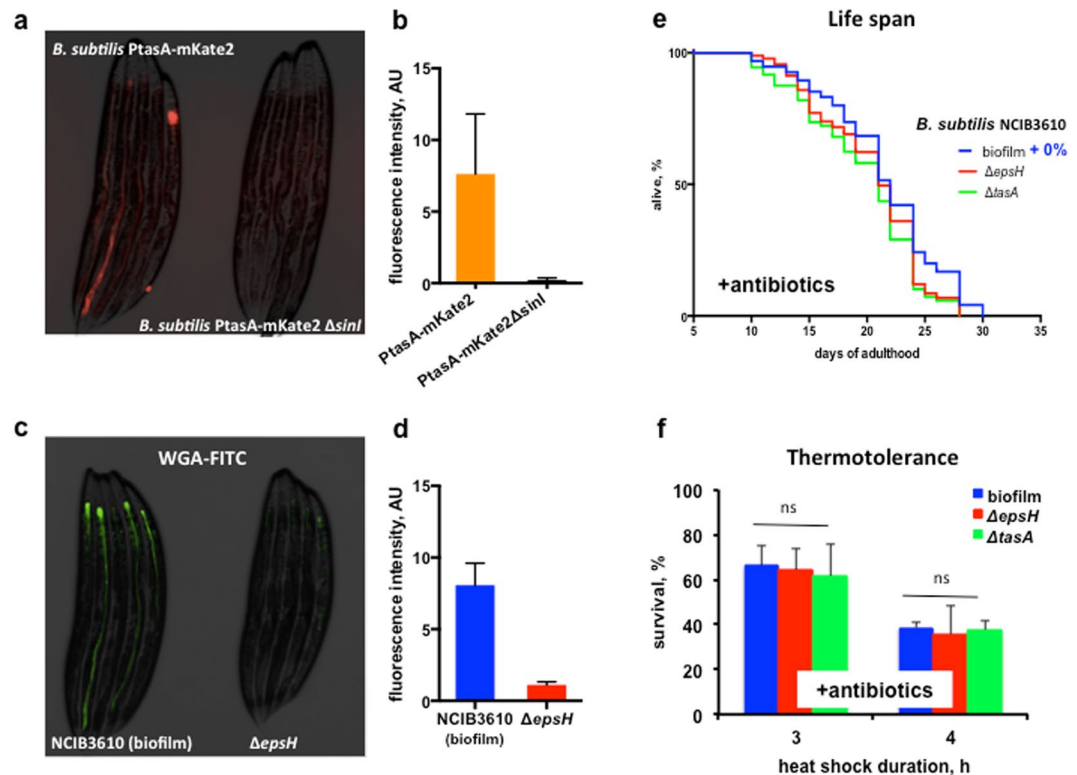 a
B. subtilis PtasA-mKate2
B. subtilis PtasA-mKate2 ΔsinI
b
fluorescence intensity, AU
15
10
5
0
PtasA-mKate2
PtasA-mKate2ΔsinI
c
WGA-FITC
NCIB3610 (biofilm)
ΔepsH
d
fluorescence intensity, AU
15
10
5
0
NCIB3610
(biofilm)
ΔepsH
e
Life span
alive, %
100
50
0
B. subtilis NCIB3610
biofilm + 0%
ΔepsH
ΔtasA
+antibiotics
5 10 15 20 25 30 35
days of adulthood
f
Thermotolerance
survival, %
100
80
60
40
20
0
biofilm
ΔepsH
ΔtasA
ns
ns
+antibiotics
3 4
heat shock duration, h